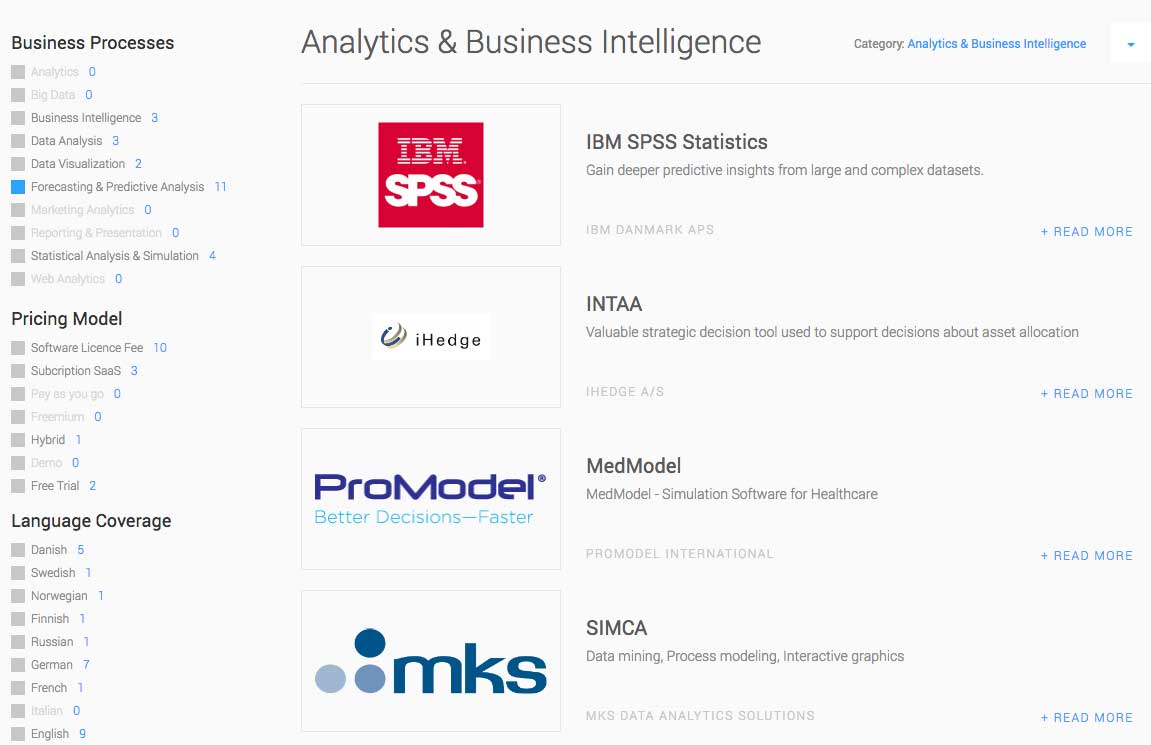 Business Processes
Analytics 0
Big Data 0
Business Intelligence 3
Data Analysis 3
Data Visualization 2
Forecasting & Predictive Analysis 11
Marketing Analytics 0
Reporting & Presentation 0
Statistical Analysis & Simulation 4
Web Analytics 0
Pricing Model
Software Licence Fee 10
Subcription SaaS 3
Pay as you go 0
Freemium 0
Hybrid 1
Demo 0
Free Trial 2
Language Coverage
Danish 5
Swedish 1
Norwegian 1
Finnish 1
Russian 1
German 7
French 1
Italian 0
English 9
Analytics & Business Intelligence
Category: Analytics & Business Intelligence
IBM.
SPSS
IBM SPSS Statistics
Gain deeper predictive insights from large and complex datasets.
IBM DANMARK APS
+ READ MORE
iHedge
INTAA
Valuable strategic decision tool used to support decisions about asset allocation
IHEDGE A/S
+ READ MORE
ProModel®
Better Decisions—Faster
MedModel
MedModel - Simulation Software for Healthcare
PROMODEL INTERNATIONAL
+ READ MORE
mks
SIMCA
Data mining, Process modeling, Interactive graphics
MKS DATA ANALYTICS SOLUTIONS
+ READ MORE